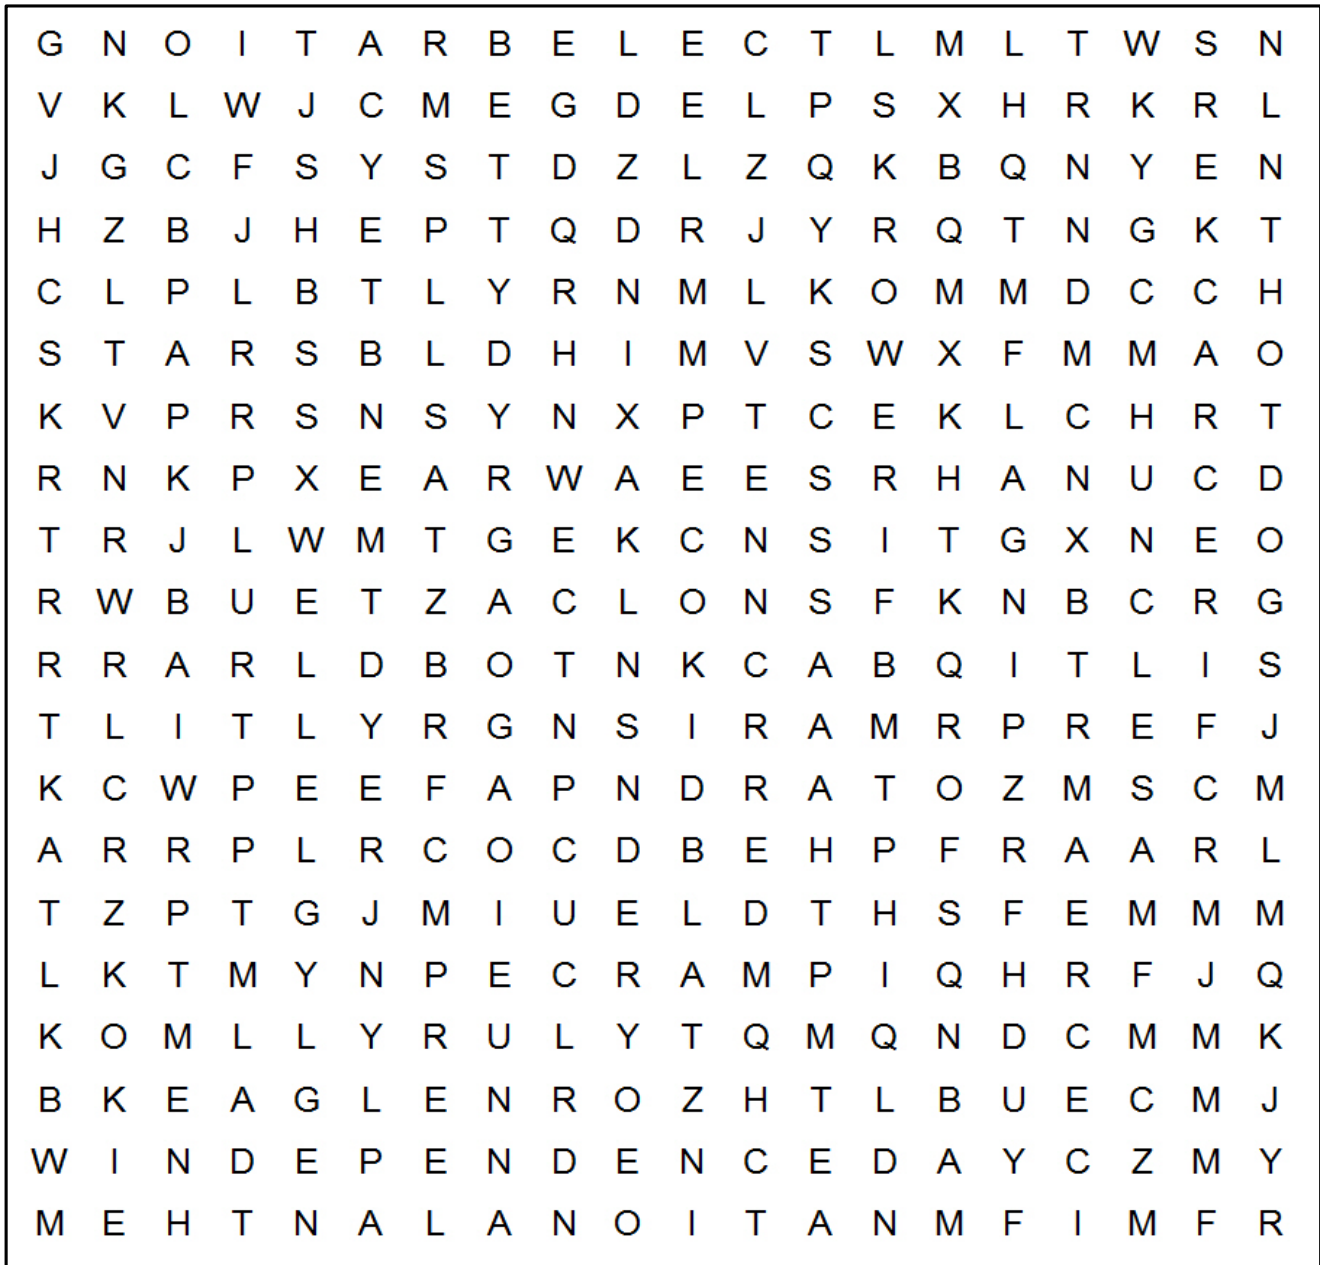 G N O I T A R B E L E C T L M L T W S N
V K L W J C M E G D E L P S X H R K R L
J G C F S Y S T D Z L Z Q K B Q N Y E N
H Z B J H E P T Q D R J Y R Q T N G K T
C L P L B T L Y R N M L K O M M D C C H
S T A R S B L D H I M V S W X F M M A O
K V P R S N S Y N X P T C E K L C H R T
R N K P X E A R W A E E S R H A N U C D
T R J L W M T G E K C N S I T G X N E O
R W B U E T Z A C L O N S F K N B C R G
R R A R L D B O T N K C A B Q I T L I S
T L I T L Y R G N S I R A M R P R E F J
K C W P E E F A P N D R A T O Z M S C M
A R R P L R C O C D B E H P F R A A R L
T Z P T G J M I U E L D T H S F E M M M
L K T M Y N P E C R A M P I Q H R F J Q
K O M L L Y R U L Y T Q M Q N D C M M K
B K E A G L E N R O Z H T L B U E C M J
W I N D E P E N D E N C E D A Y C Z M Y
M E H T N A L A N O I T A N M F I M F R